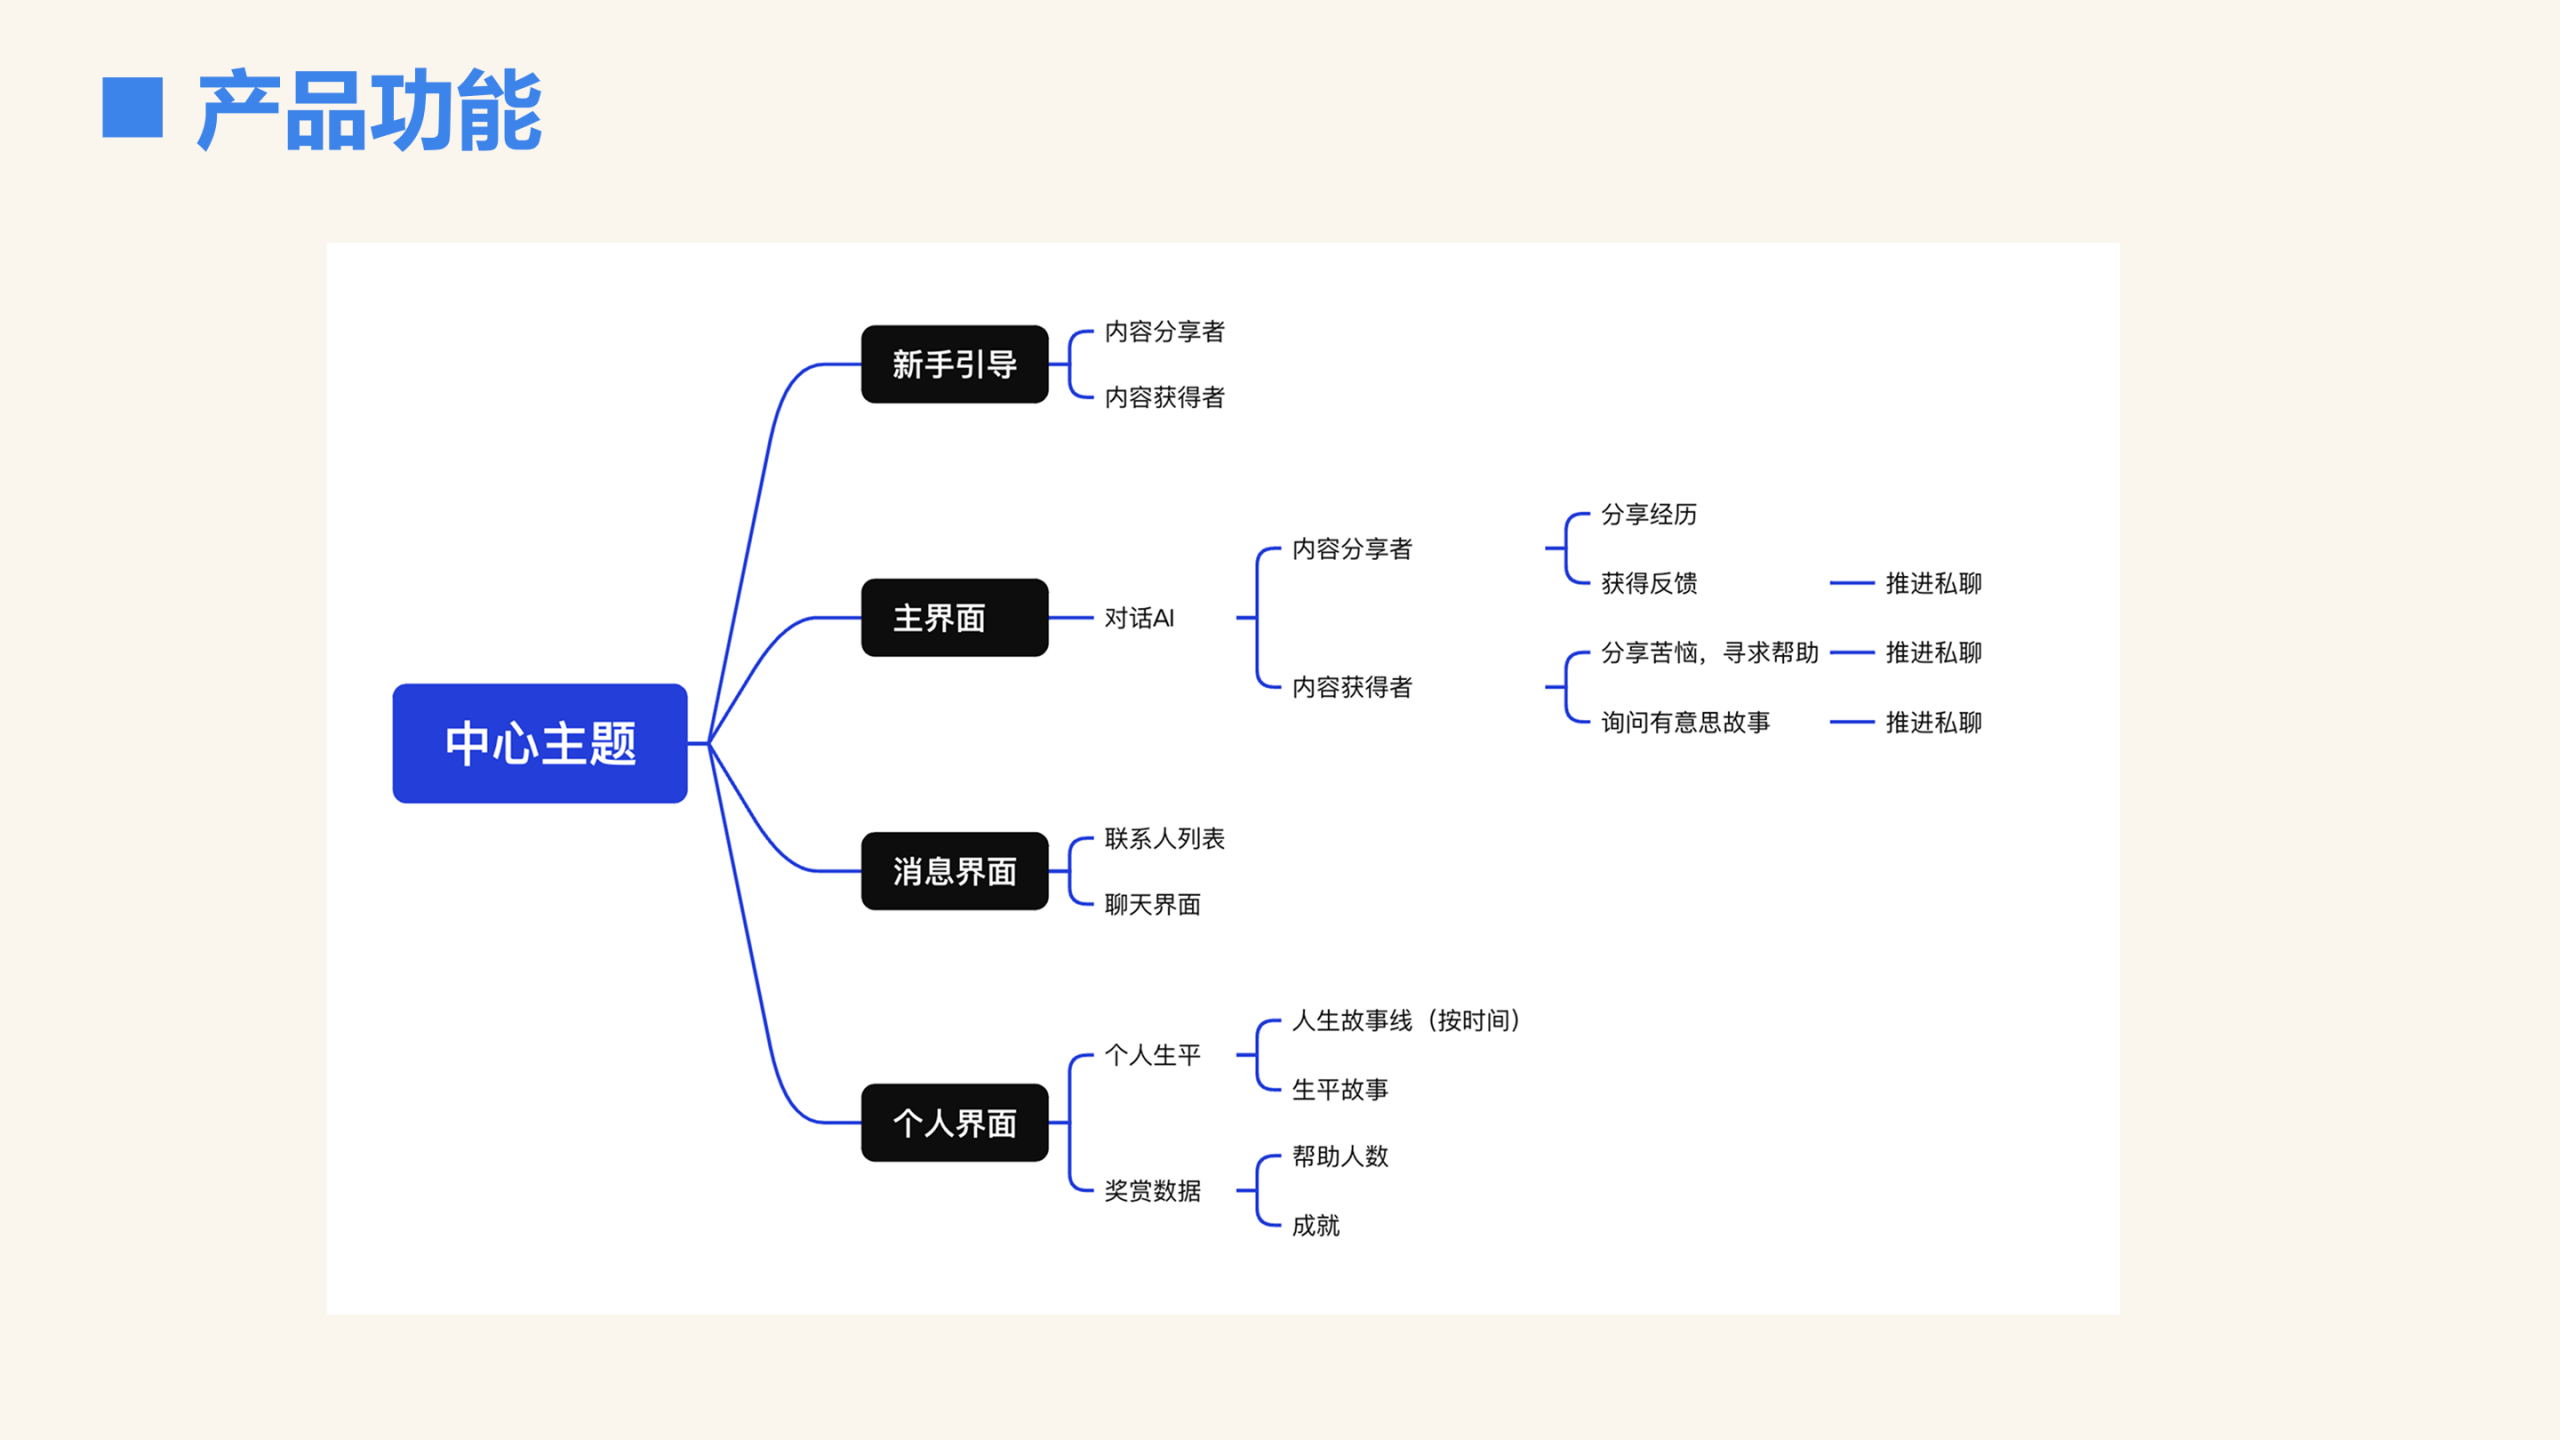 产品功能
中心主题
新手引导
内容分享者
内容获得者
主界面
对话AI
内容分享者
分享经历
获得反馈
推进私聊
内容获得者
分享苦恼，寻求帮助
推进私聊
询问有意思故事
推进私聊
消息界面
联系人列表
聊天界面
个人界面
个人生平
人生故事线（按时间）
生平故事
奖赏数据
帮助人数
成就